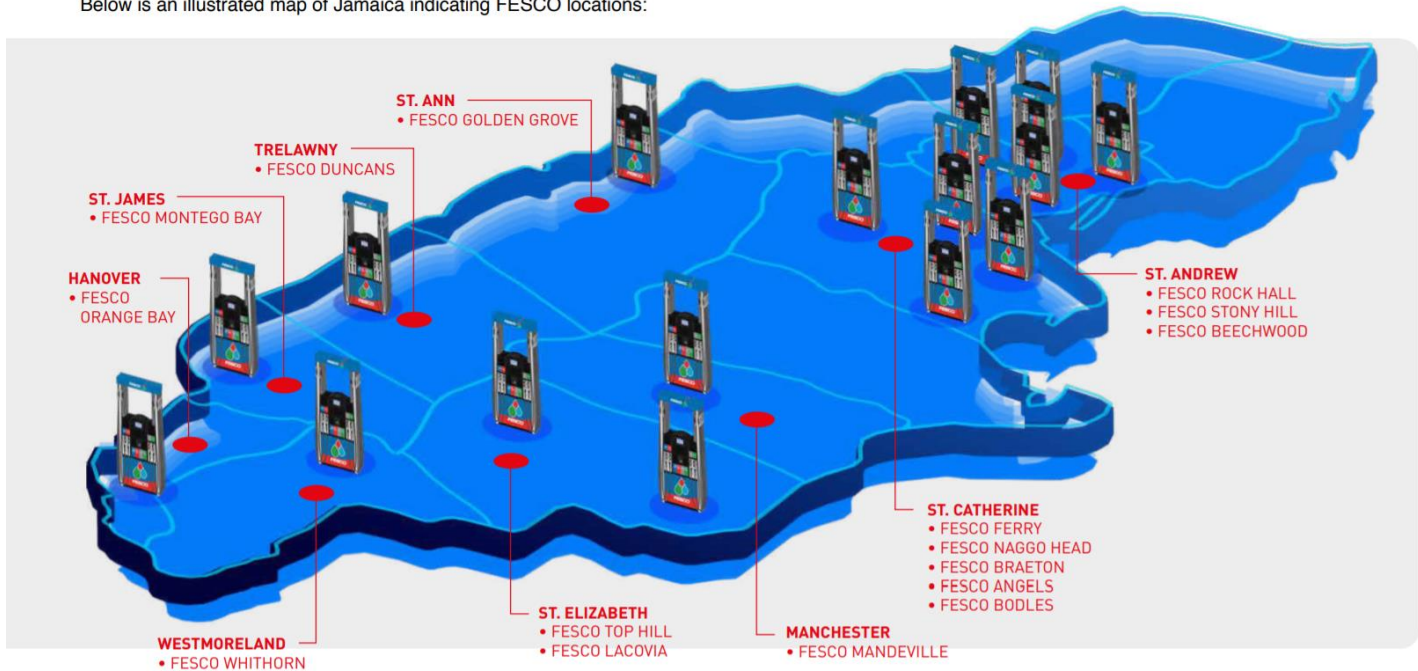 Below is an illustrated map of Jamaica indicating FESCO locations:
ST. ANN
• FESCO GOLDEN GROVE
TRELAWNY
• FESCO DUNCANS
ST. JAMES
• FESCO MONTEGO BAY
HANOVER
• FESCO
ORANGE BAY
ST. ANDREW
• FESCO ROCK HALL
• FESCO STONY HILL
• FESCO BEECHWOOD
ST. CATHERINE
• FESCO FERRY
• FESCO NAGGO HEAD
• FESCO BRAETON
• FESCO ANGELS
• FESCO BODLES
ST. ELIZABETH
• FESCO TOP HILL
• FESCO LACOVIA
MANCHESTER
• FESCO MANDEVILLE
WESTMORELAND
• FESCO WHITHORN